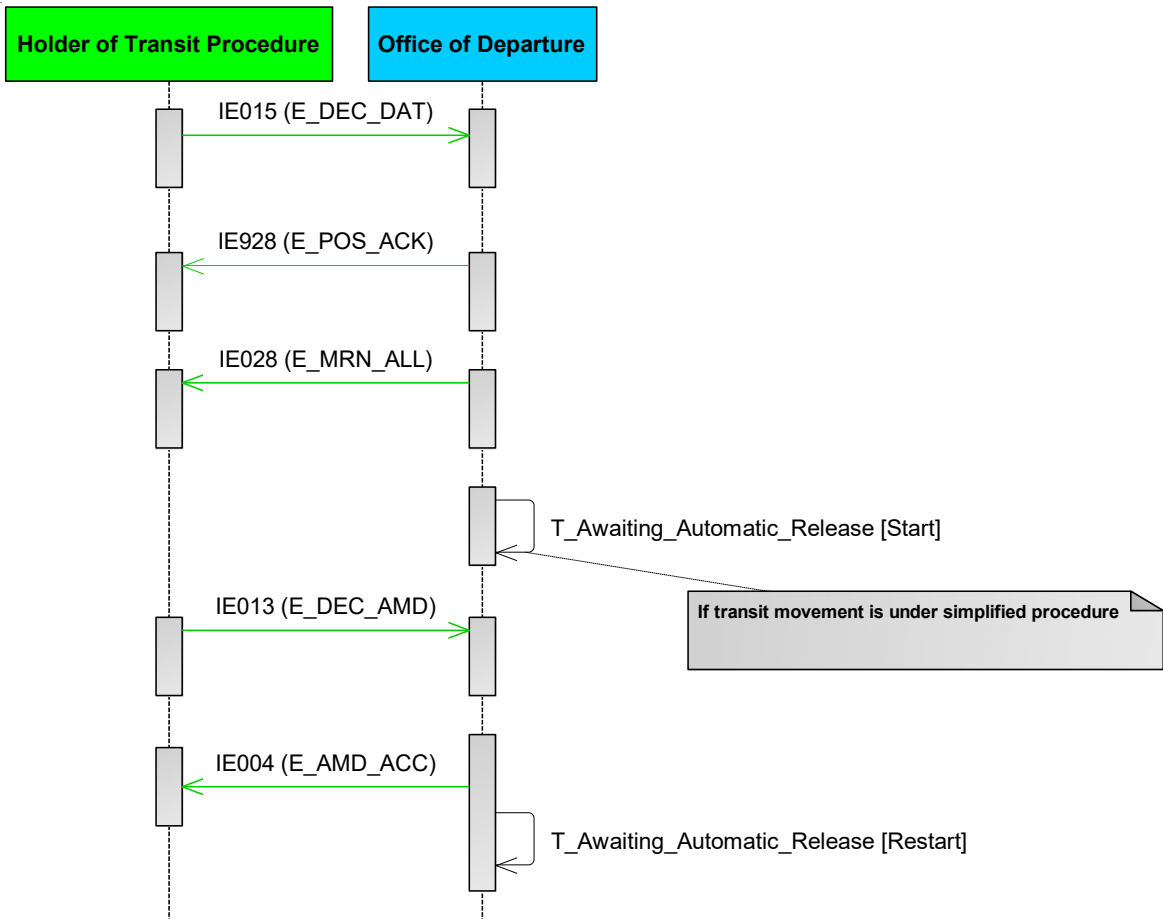 Holder of Transit Procedure
Office of Departure
IE015 (E_DEC_DAT)
IE928 (E_POS_ACK)
IE028 (E_MRN_ALL)
T_Awaiting_Automatic_Release [Start]
IE013 (E_DEC_AMD)
If transit movement is under simplified procedure
IE004 (E_AMD_ACC)
T_Awaiting_Automatic_Release [Restart]